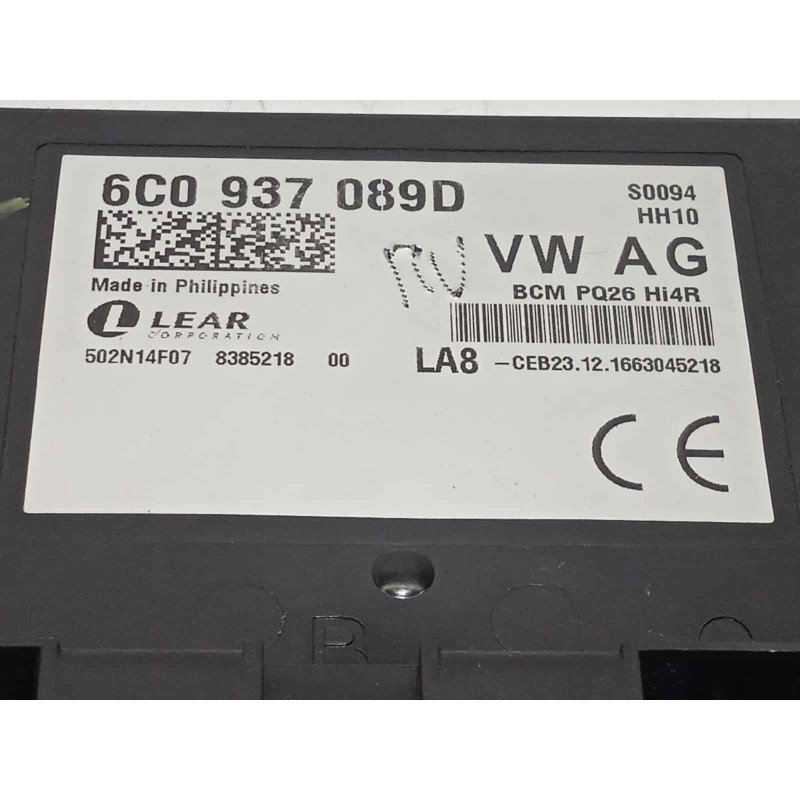 6C0 937 089D
S0094
HH10
VW AG
BCM PQ26 Hi4R
Made in Philippines
LEAR
CORPORATION
502N14F07 8385218 00
LA8 -CEB23.12.1663045218
CE
B